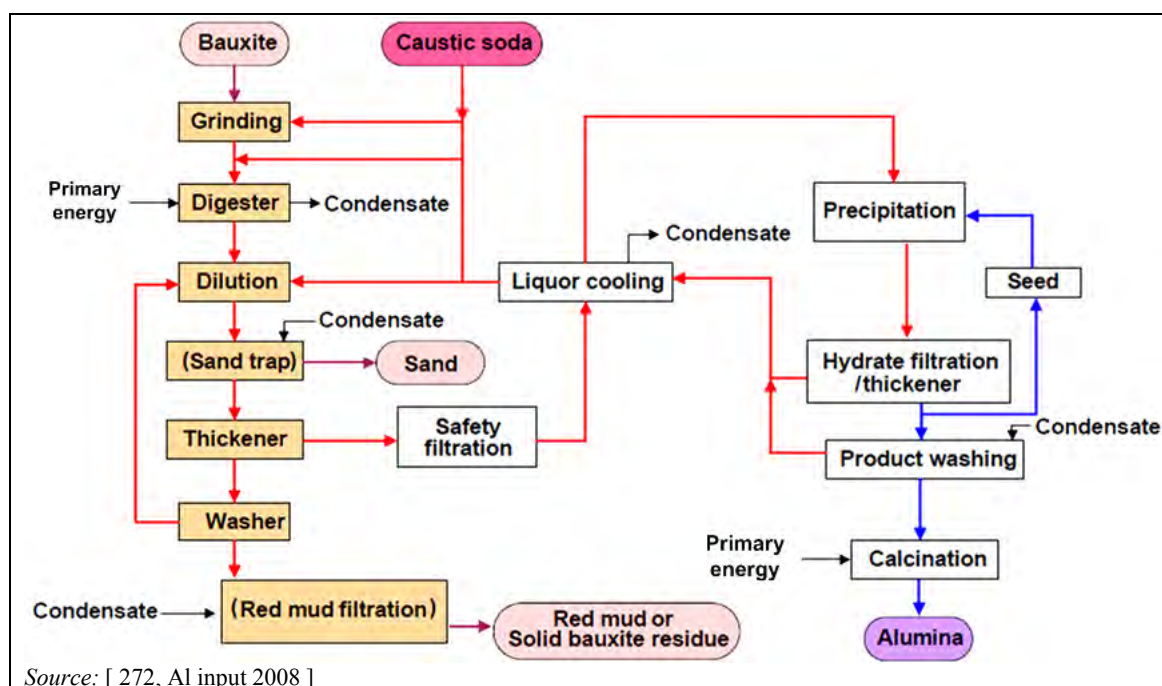 Bauxite
Caustic soda
Grinding
Primary
energy
Digester
Condensate
Precipitation
Condensate
Dilution
Liquor cooling
Seed
Condensate
(Sand trap)
Sand
Hydrate filtration
/thickener
Thickener
Safety
filtration
Condensate
Product washing
Washer
Primary
energy
Calcination
Condensate
(Red mud filtration)
Red mud or
Solid bauxite residue
Alumina
Source: [ 272, Al input 2008 ]